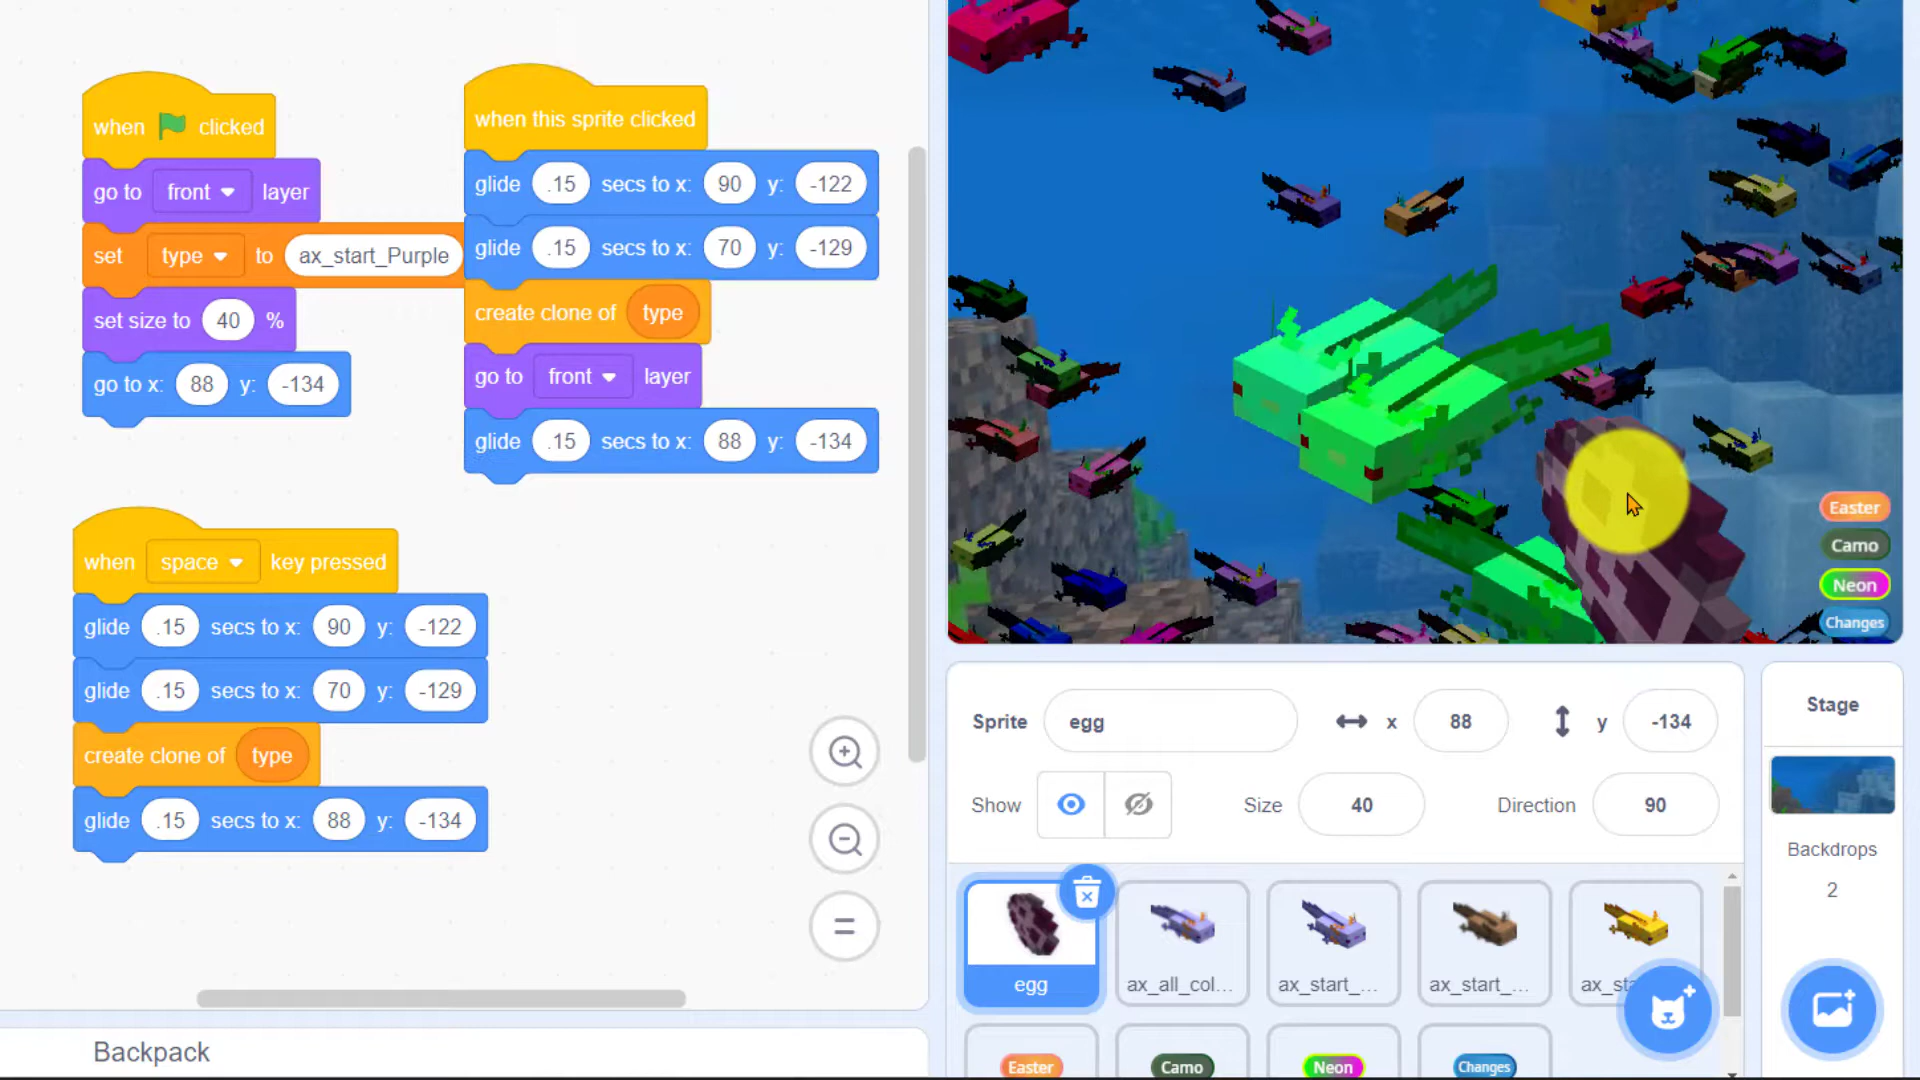 when clicked
go to front layer
set type to ax_start_Purple
set size to 40 %
go to x: 88 y: -134
when this sprite clicked
glide .15 secs to x: 90 y: -122
glide .15 secs to x: 70 y: -129
create clone of type
go to front layer
glide .15 secs to x: 88 y: -134
when space key pressed
glide .15 secs to x: 90 y: -122
glide .15 secs to x: 70 y: -129
create clone of type
glide .15 secs to x: 88 y: -134
Backpack
Easter
Camo
Neon
Changes
Sprite egg x 88 y -134
Show Size 40 Direction 90
egg
ax_all_col...
ax_start_...
ax_start_...
ax_sta
Easter
Camo
Neon
Changes
Stage
Backdrops
2